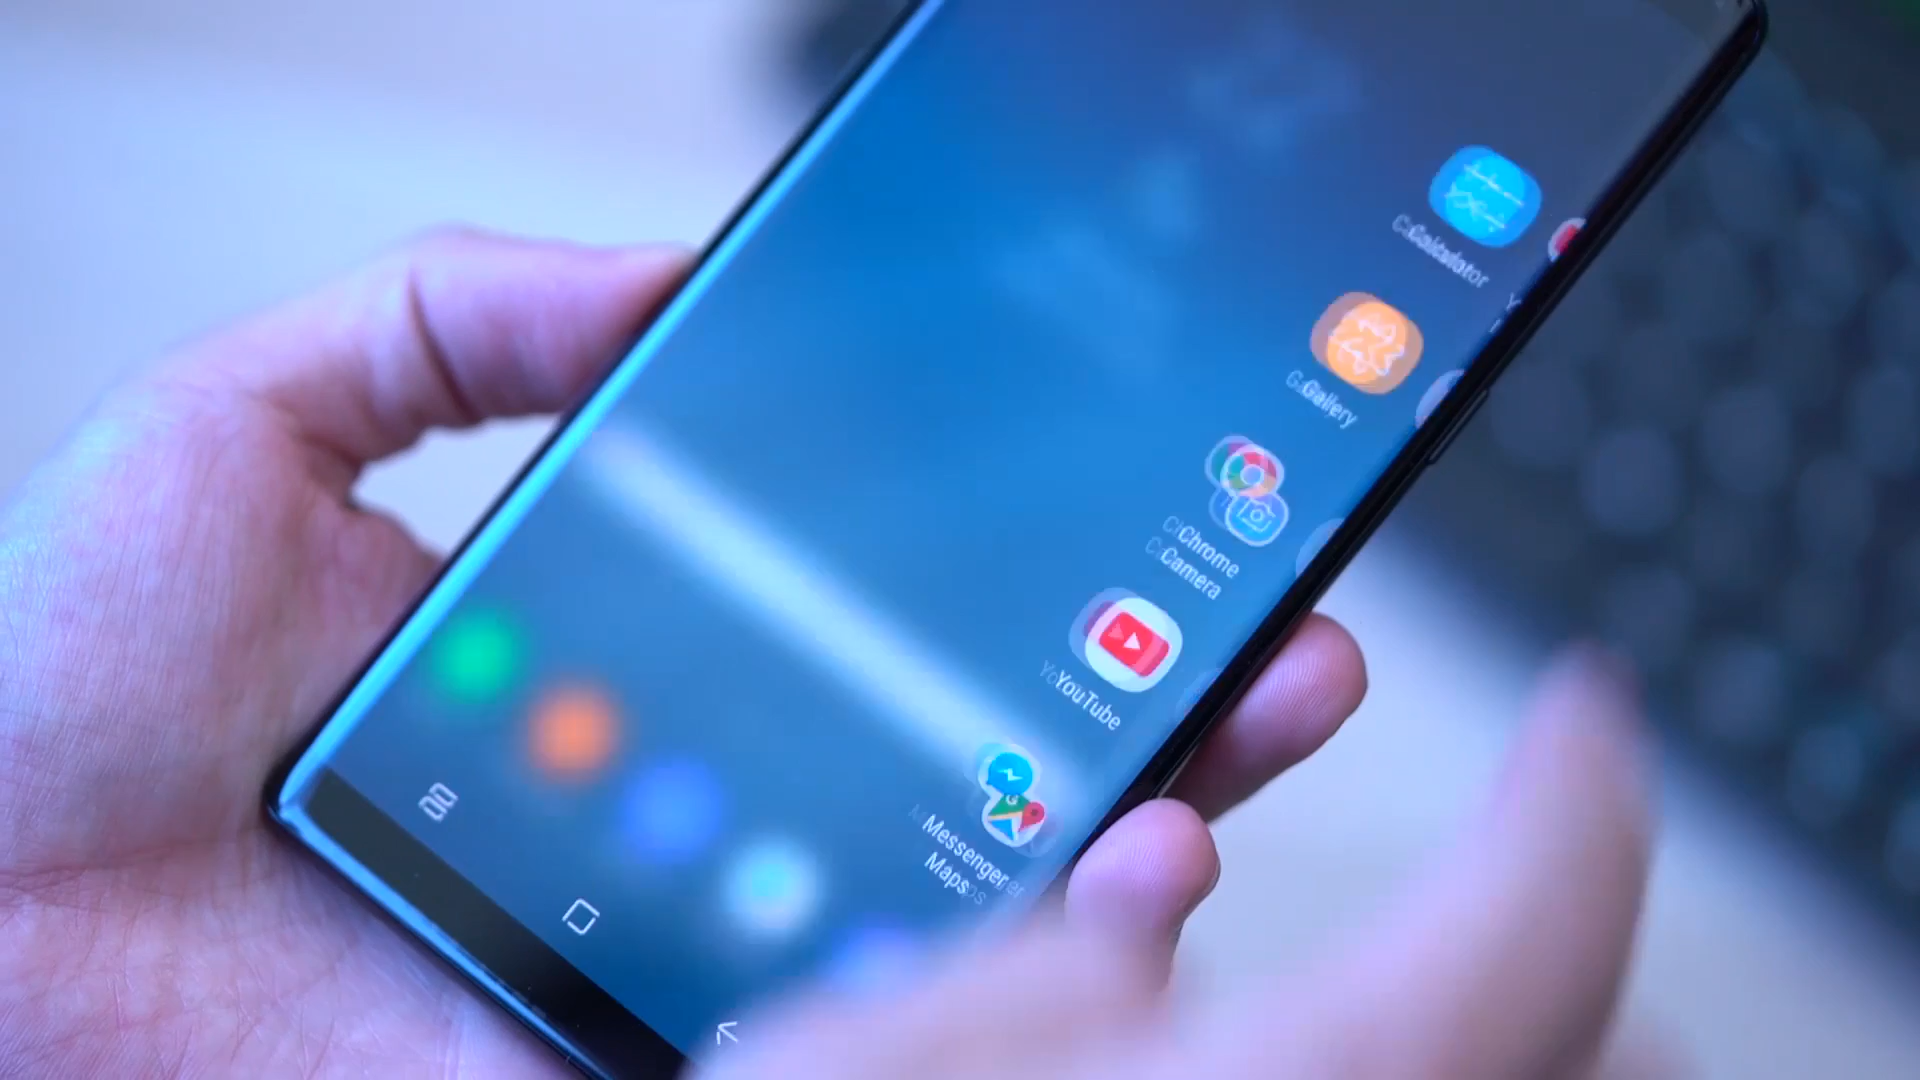 Calculator
Gallery
Chrome
Camera
YouTube
Messenger
Maps